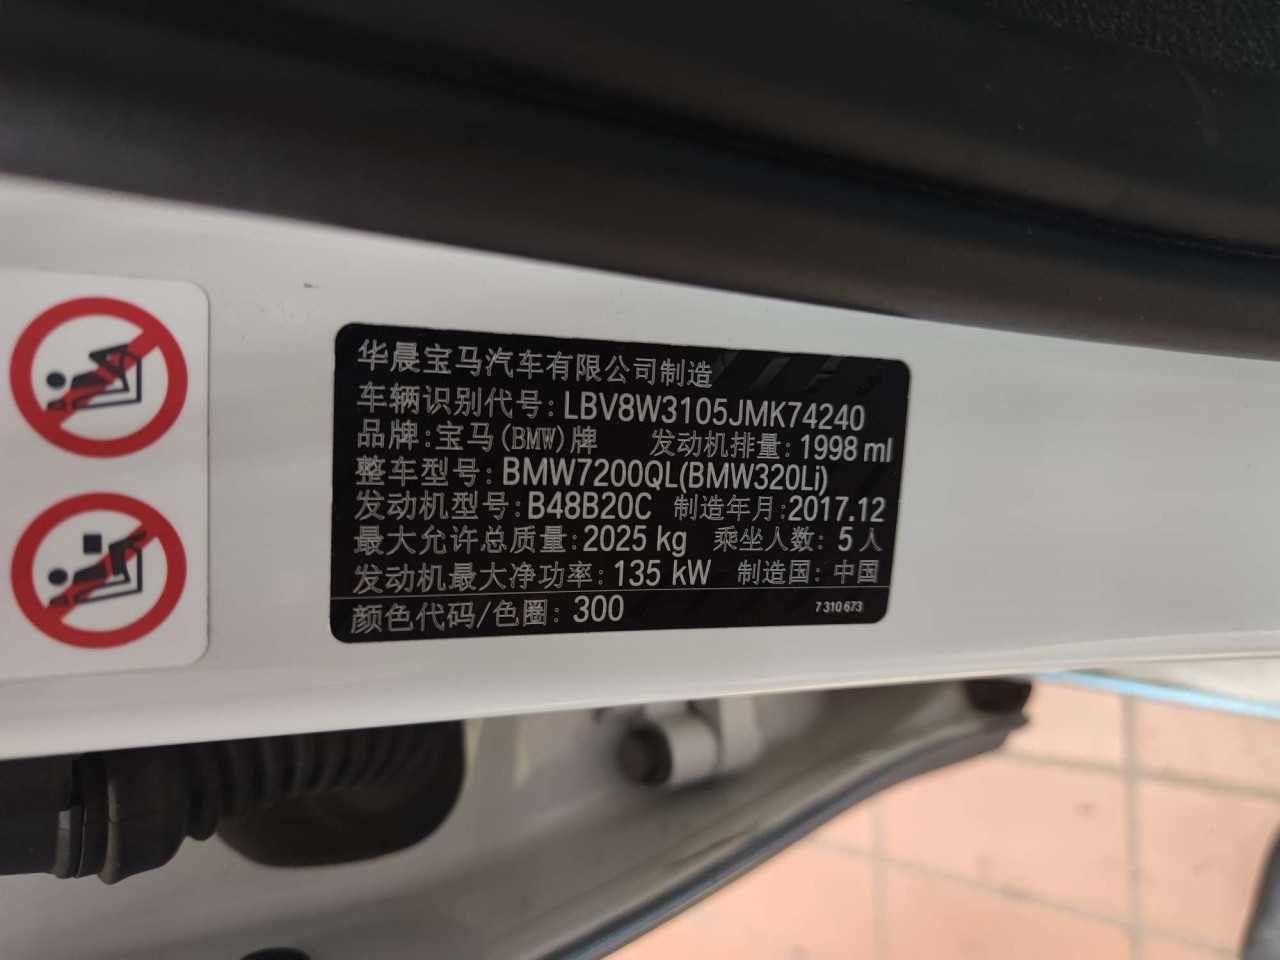 华晨宝马汽车有限公司制造
车辆识别代号:LBV8W3105JMK74240
品牌:宝马(BMW)牌 发动机排量:1998 ml
整车型号:BMW7200QL(BMW320Li)
发动机型号:B48B20C 制造年月:2017.12
最大允许总质量:2025 kg 乘坐人数: 5 人
发动机最大净功率: 135 kW 制造国: 中国
颜色代码/色圈: 300 7 310 673